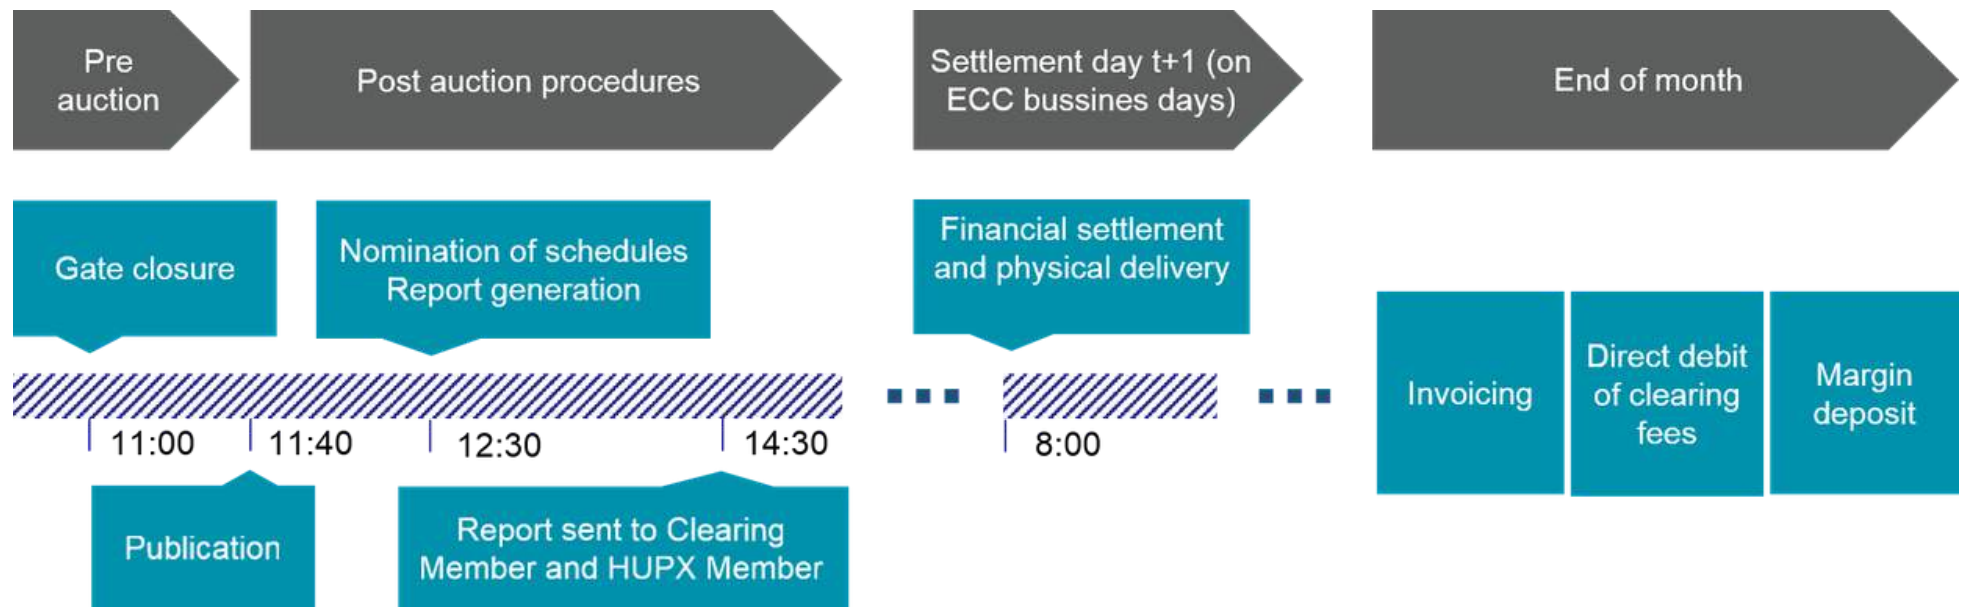 Pre
auction
Post auction procedures
Settlement day t+1 (on
ECC bussines days)
End of month
Gate closure
Nomination of schedules
Report generation
Financial settlement
and physical delivery
Invoicing
Direct debit
of clearing
fees
Margin
deposit
11:00
11:40
12:30
14:30
8:00
Publication
Report sent to Clearing
Member and HUPX Member